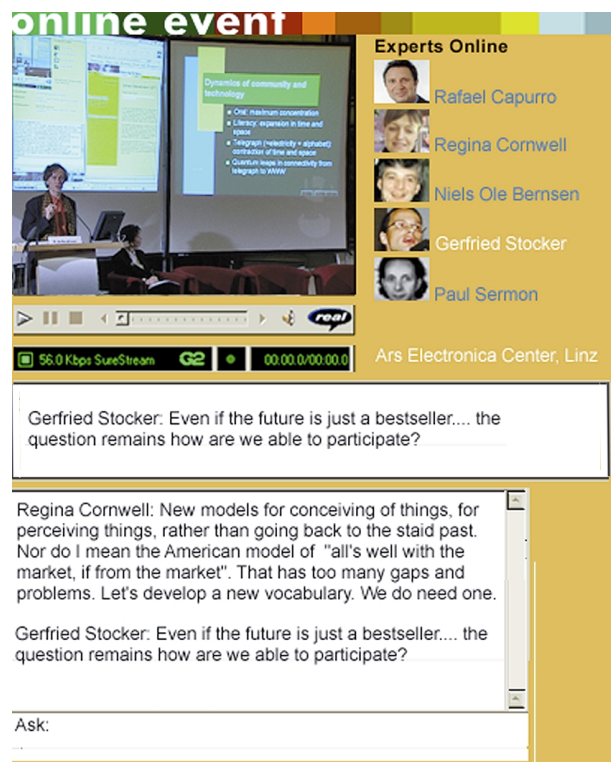 online event
Experts Online
Dynamics of community and
technology
Oral: maximum concentration
Literacy: expansion in time and
space
Telegraph (=electricity + alphabet):
contraction of time and space
Quantum leaps in connectivity from
telegraph to WWW
Rafael Capurro
Regina Cornwell
Niels Ole Bernsen
Gerfried Stocker
Paul Sermon
real
56.0 Kbps SureStream G2 00:00.0/00:00.0
Ars Electronica Center, Linz
Gerfried Stocker: Even if the future is just a bestseller.... the
question remains how are we able to participate?
Regina Cornwell: New models for conceiving of things, for
perceiving things, rather than going back to the staid past.
Nor do I mean the American model of "all's well with the
market, if from the market". That has too many gaps and
problems. Let's develop a new vocabulary. We do need one.
Gerfried Stocker: Even if the future is just a bestseller.... the
question remains how are we able to participate?
Ask: